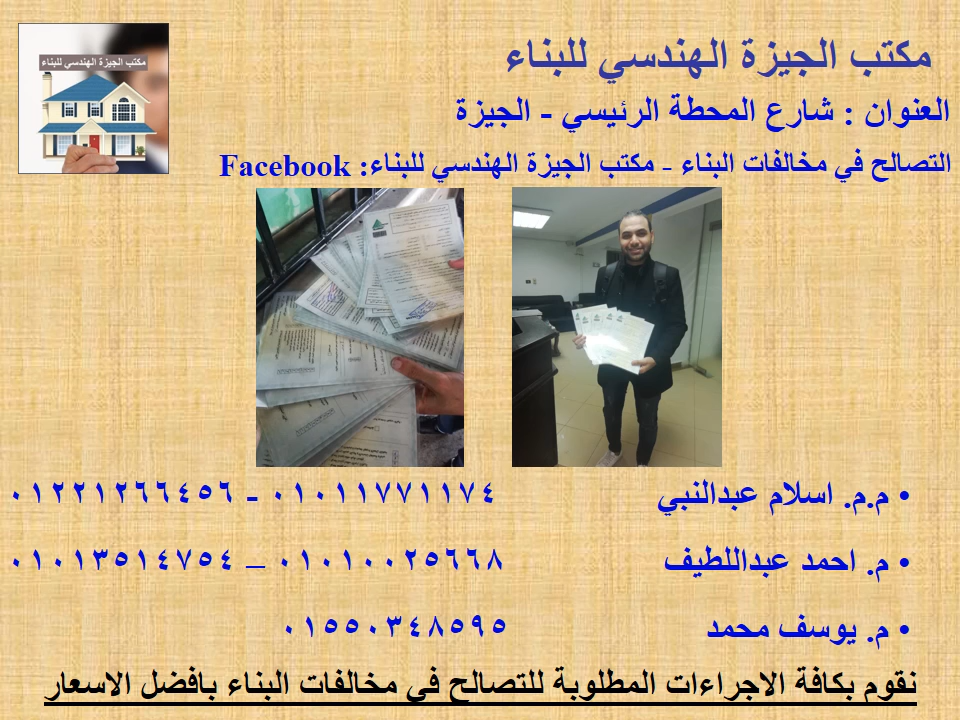 مكتب الجيزة الهندسي للبناء
مكتب الجيزة الهندسي للبناء
العنوان : شارع المحطة الرئيسي - الجيزة
التصالح في مخالفات البناء - مكتب الجيزة الهندسي للبناء: Facebook
• م.م. اسلام عبدالنبي ٠١٠١١٧٧١١٧٤ - ٠١٢٢١٢٦٦٤٥٦
• م. احمد عبداللطيف ٠١٠١٠٠٢٥٦٦٨ – ٠١٠١٣٥١٤٧٥٤
• م. يوسف محمد ٠١٥٥٠٣٤٨٥٩٥
نقوم بكافة الاجراءات المطلوبة للتصالح في مخالفات البناء بافضل الاسعار